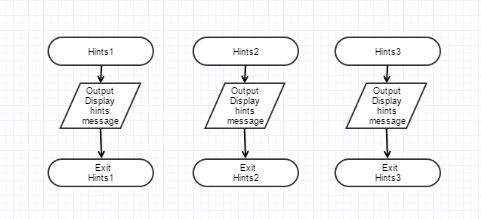 Hints1
Hints2
Hints3
Output
Display
hints
message
Output
Display
hints
message
Output
Display
hints
message
Exit
Hints1
Exit
Hints2
Exit
Hints3